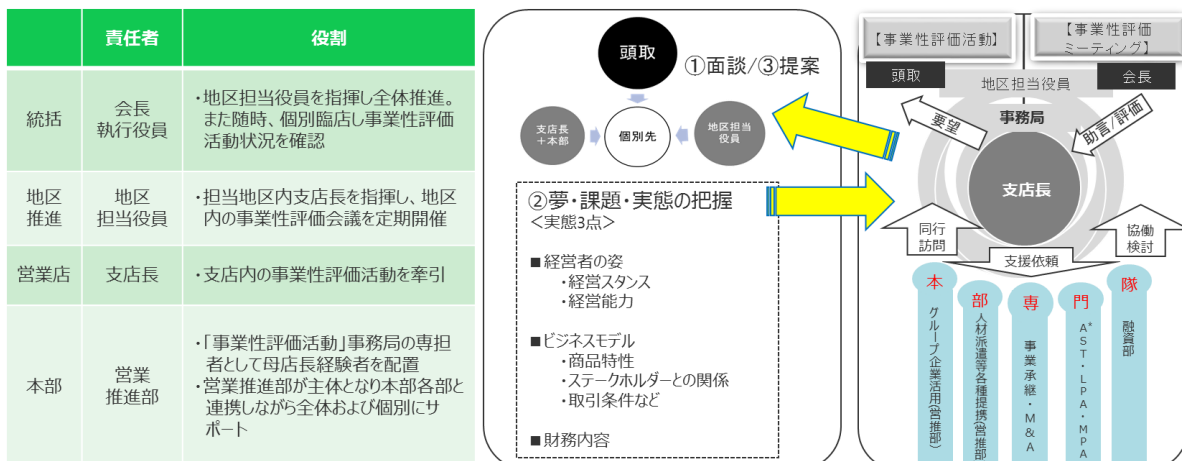 責任者
役割
統括
会長
執行役員
・地区担当役員を指揮し全体推進。
また随時、個別臨店し事業性評価
活動状況を確認
地区
推進
地区
担当役員
・担当地区内支店長を指揮し、地区
内の事業性評価会議を定期開催
営業店
支店長
・支店内の事業性評価活動を牽引
本部
営業
推進部
・「事業性評価活動」事務局の専担
者として母店長経験者を配置
・営業推進部が主体となり本部各部と
連携しながら全体および個別にサ
ポート
頭取
①面談/③提案
支店長
+本部
個別先
地区担当
役員
②夢・課題・実態の把握
<実態3点>
■経営者の姿
・経営スタンス
・経営能力
■ビジネスモデル
・商品特性
・ステークホルダーとの関係
・取引条件など
■財務内容
【事業性評価活動】
【事業性評価
ミーティング】
頭取
地区担当役員
会長
事務局
要望
助言/評価
支店長
同行
訪問
協働
検討
支援依頼
本
部
専
門
隊
グループ企業活用(営推部)
人材派遣等各種提携(営推部
事業承継・M&A
AST・LPA・MPA
*
融資部